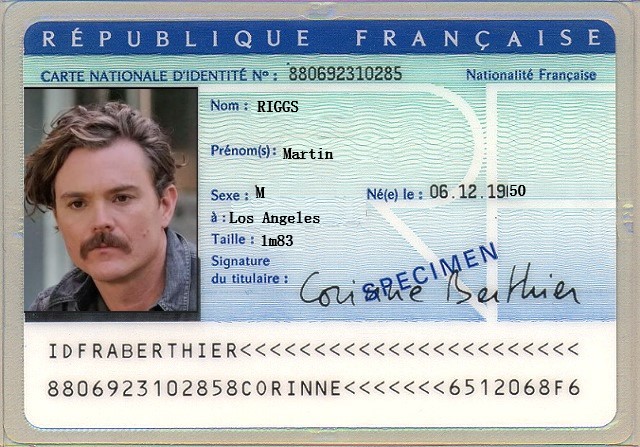 RÉPUBLIQUE FRANÇAISE
CARTE NATIONALE D'IDENTITÉ Nº : 880692310285 Nationalité Française
Nom : RIGGS
Prénom(s) : Martin
Sexe : M Né(e) le : 06.12.1950
à : Los Angeles
Taille : 1m83
Signature
du titulaire :
SPECIMEN
Corinne Berthier
IDFRABERTHIER<<<<<<<<<<<<<<<<<<<<<<<
8806923102858CORINNE<<<<<<<6512068F6